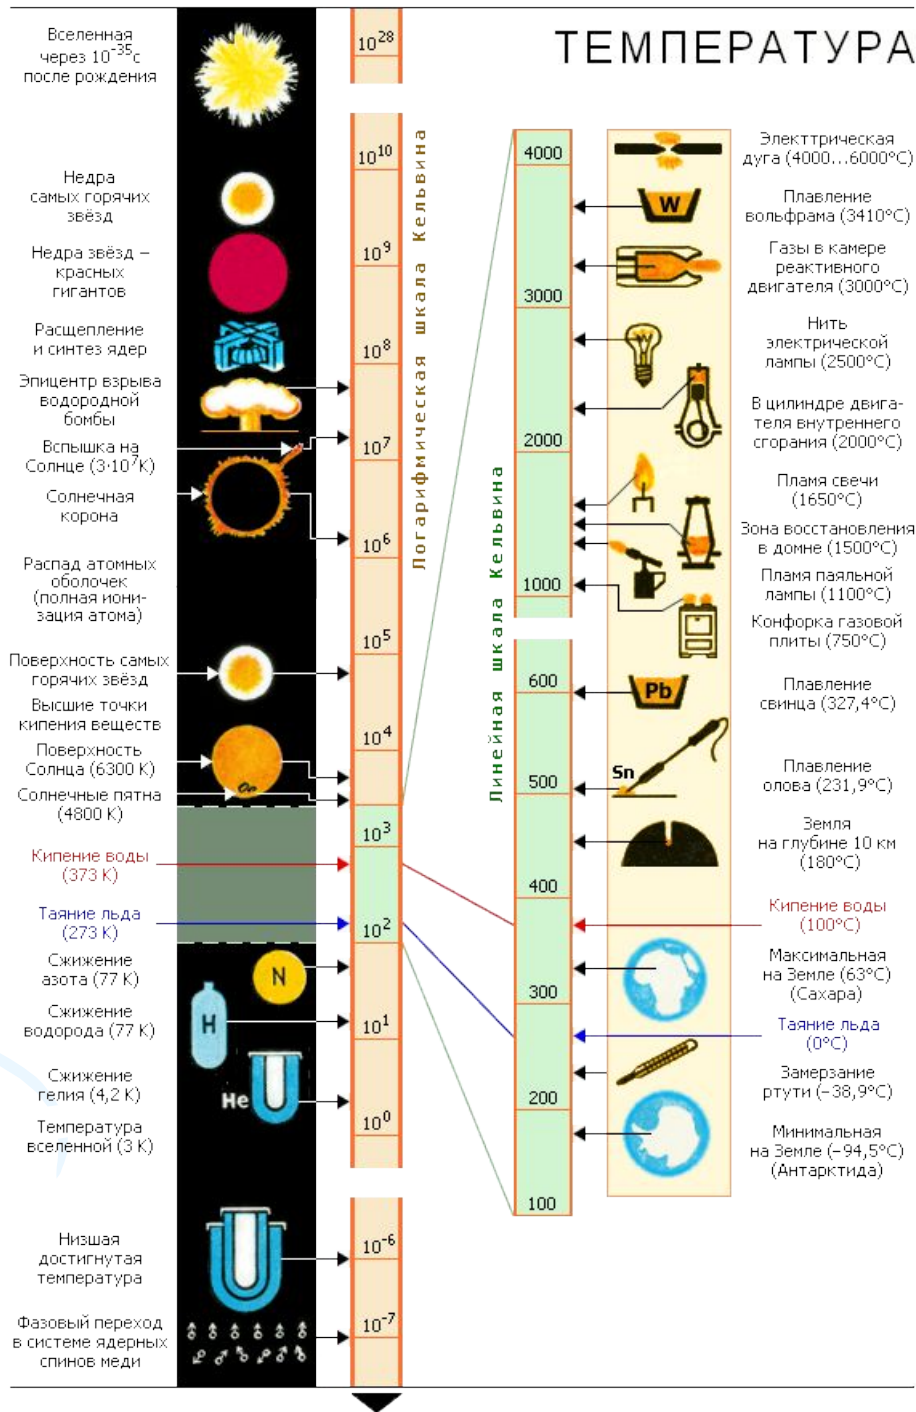 ТЕМПЕРАТУРА
Вселенная
через 10⁻³⁵с
после рождения
Недра
самых горячих
звёзд
Недра звёзд –
красных
гигантов
Расщепление
и синтез ядер
Эпицентр взрыва
водородной
бомбы
Вспышка на
Солнце (3·10⁷К)
Солнечная
корона
Распад атомных
оболочек
(полная иони-
зация атома)
Поверхность самых
горячих звёзд
Высшие точки
кипения веществ
Поверхность
Солнца (6300 К)
Солнечные пятна
(4800 К)
Кипение воды
(373 К)
Таяние льда
(273 К)
Сжижение
азота (77 К)
Сжижение
водорода (77 К)
Сжижение
гелия (4,2 К)
Температура
вселенной (3 К)
Низшая
достигнутая
температура
Фазовый переход
в системе ядерных
спинов меди
N
H
He
10²⁸
10¹⁰
10⁹
10⁸
10⁷
10⁶
10⁵
10⁴
10³
10²
10¹
10⁰
10⁻⁶
10⁻⁷
Логарифмическая шкала Кельвина
Линейная шкала Кельвина
4000
3000
2000
1000
600
500
400
300
200
100
W
Pb
Sn
Электтрическая
дуга (4000...6000°С)
Плавление
вольфрама (3410°С)
Газы в камере
реактивного
двигателя (3000°С)
Нить
электрической
лампы (2500°С)
В цилиндре двига-
теля внутреннего
сгорания (2000°С)
Пламя свечи
(1650°С)
Зона восстановления
в домне (1500°С)
Пламя паяльной
лампы (1100°С)
Конфорка газовой
плиты (750°С)
Плавление
свинца (327,4°С)
Плавление
олова (231,9°С)
Земля
на глубине 10 км
(180°С)
Кипение воды
(100°С)
Максимальная
на Земле (63°С)
(Сахара)
Таяние льда
(0°С)
Замерзание
ртути (–38,9°С)
Минимальная
на Земле (–94,5°С)
(Антарктида)